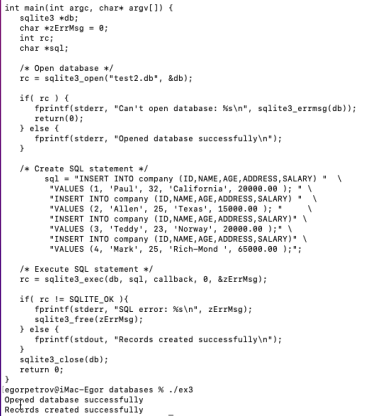 int main(int argc, char* argv[]) {
sqlite3 *db;
char *zErrMsg = 0;
int rc;
char *sql;
/* Open database */
rc = sqlite3_open("test2.db", &db);
if( rc ) {
fprintf(stderr, "Can't open database: %s\n", sqlite3_errmsg(db));
return(0);
} else {
fprintf(stderr, "Opened database successfully\n");
}
/* Create SQL statement */
sql = "INSERT INTO company (ID,NAME,AGE,ADDRESS,SALARY) " \
"VALUES (1, 'Paul', 32, 'California', 20000.00 ); " \
"INSERT INTO company (ID,NAME,AGE,ADDRESS,SALARY) " \
"VALUES (2, 'Allen', 25, 'Texas', 15000.00 ); " \
"INSERT INTO company (ID,NAME,AGE,ADDRESS,SALARY)" \
"VALUES (3, 'Teddy', 23, 'Norway', 20000.00 );" \
"INSERT INTO company (ID,NAME,AGE,ADDRESS,SALARY)" \
"VALUES (4, 'Mark', 25, 'Rich-Mond ', 65000.00 );";
/* Execute SQL statement */
rc = sqlite3_exec(db, sql, callback, 0, &zErrMsg);
if( rc != SQLITE_OK ){
fprintf(stderr, "SQL error: %s\n", zErrMsg);
sqlite3_free(zErrMsg);
} else {
fprintf(stdout, "Records created successfully\n");
}
sqlite3_close(db);
return 0;
}
egorpetrov@iMac-Egor databases % ./ex3
Opened database successfully
Records created successfully